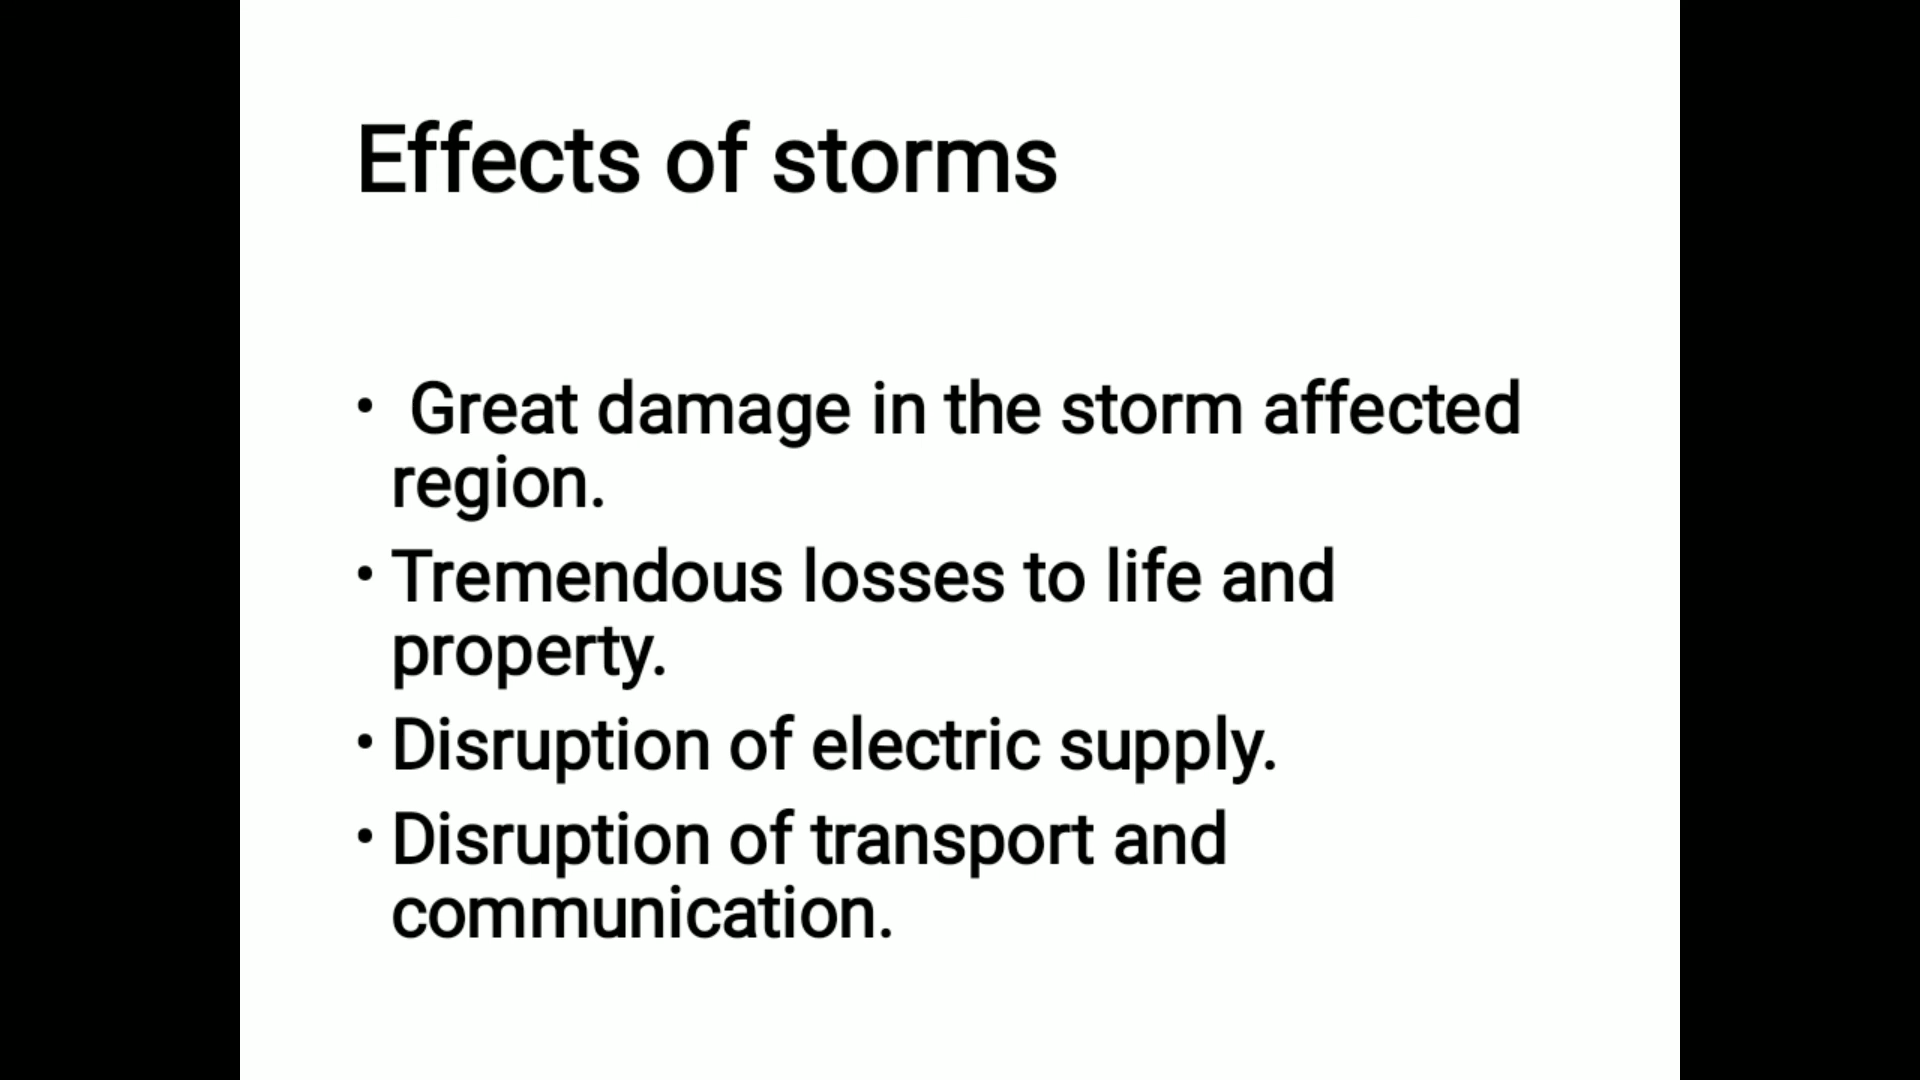 Effects of storms
• Great damage in the storm affected
region.
• Tremendous losses to life and
property.
• Disruption of electric supply.
• Disruption of transport and
communication.